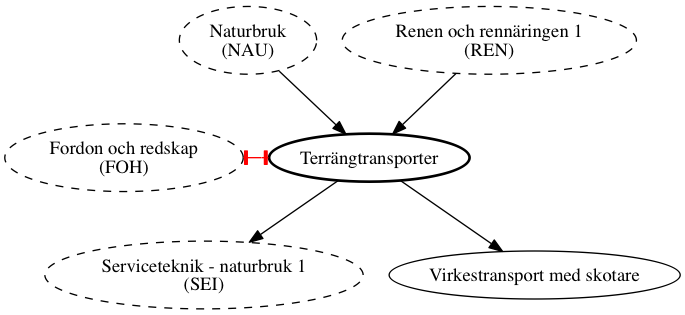 Naturbruk
(NAU)
Renen och rennäringen 1
(REN)
Fordon och redskap
(FOH)
Terrängtransporter
Serviceteknik - naturbruk 1
(SEI)
Virkestransport med skotare